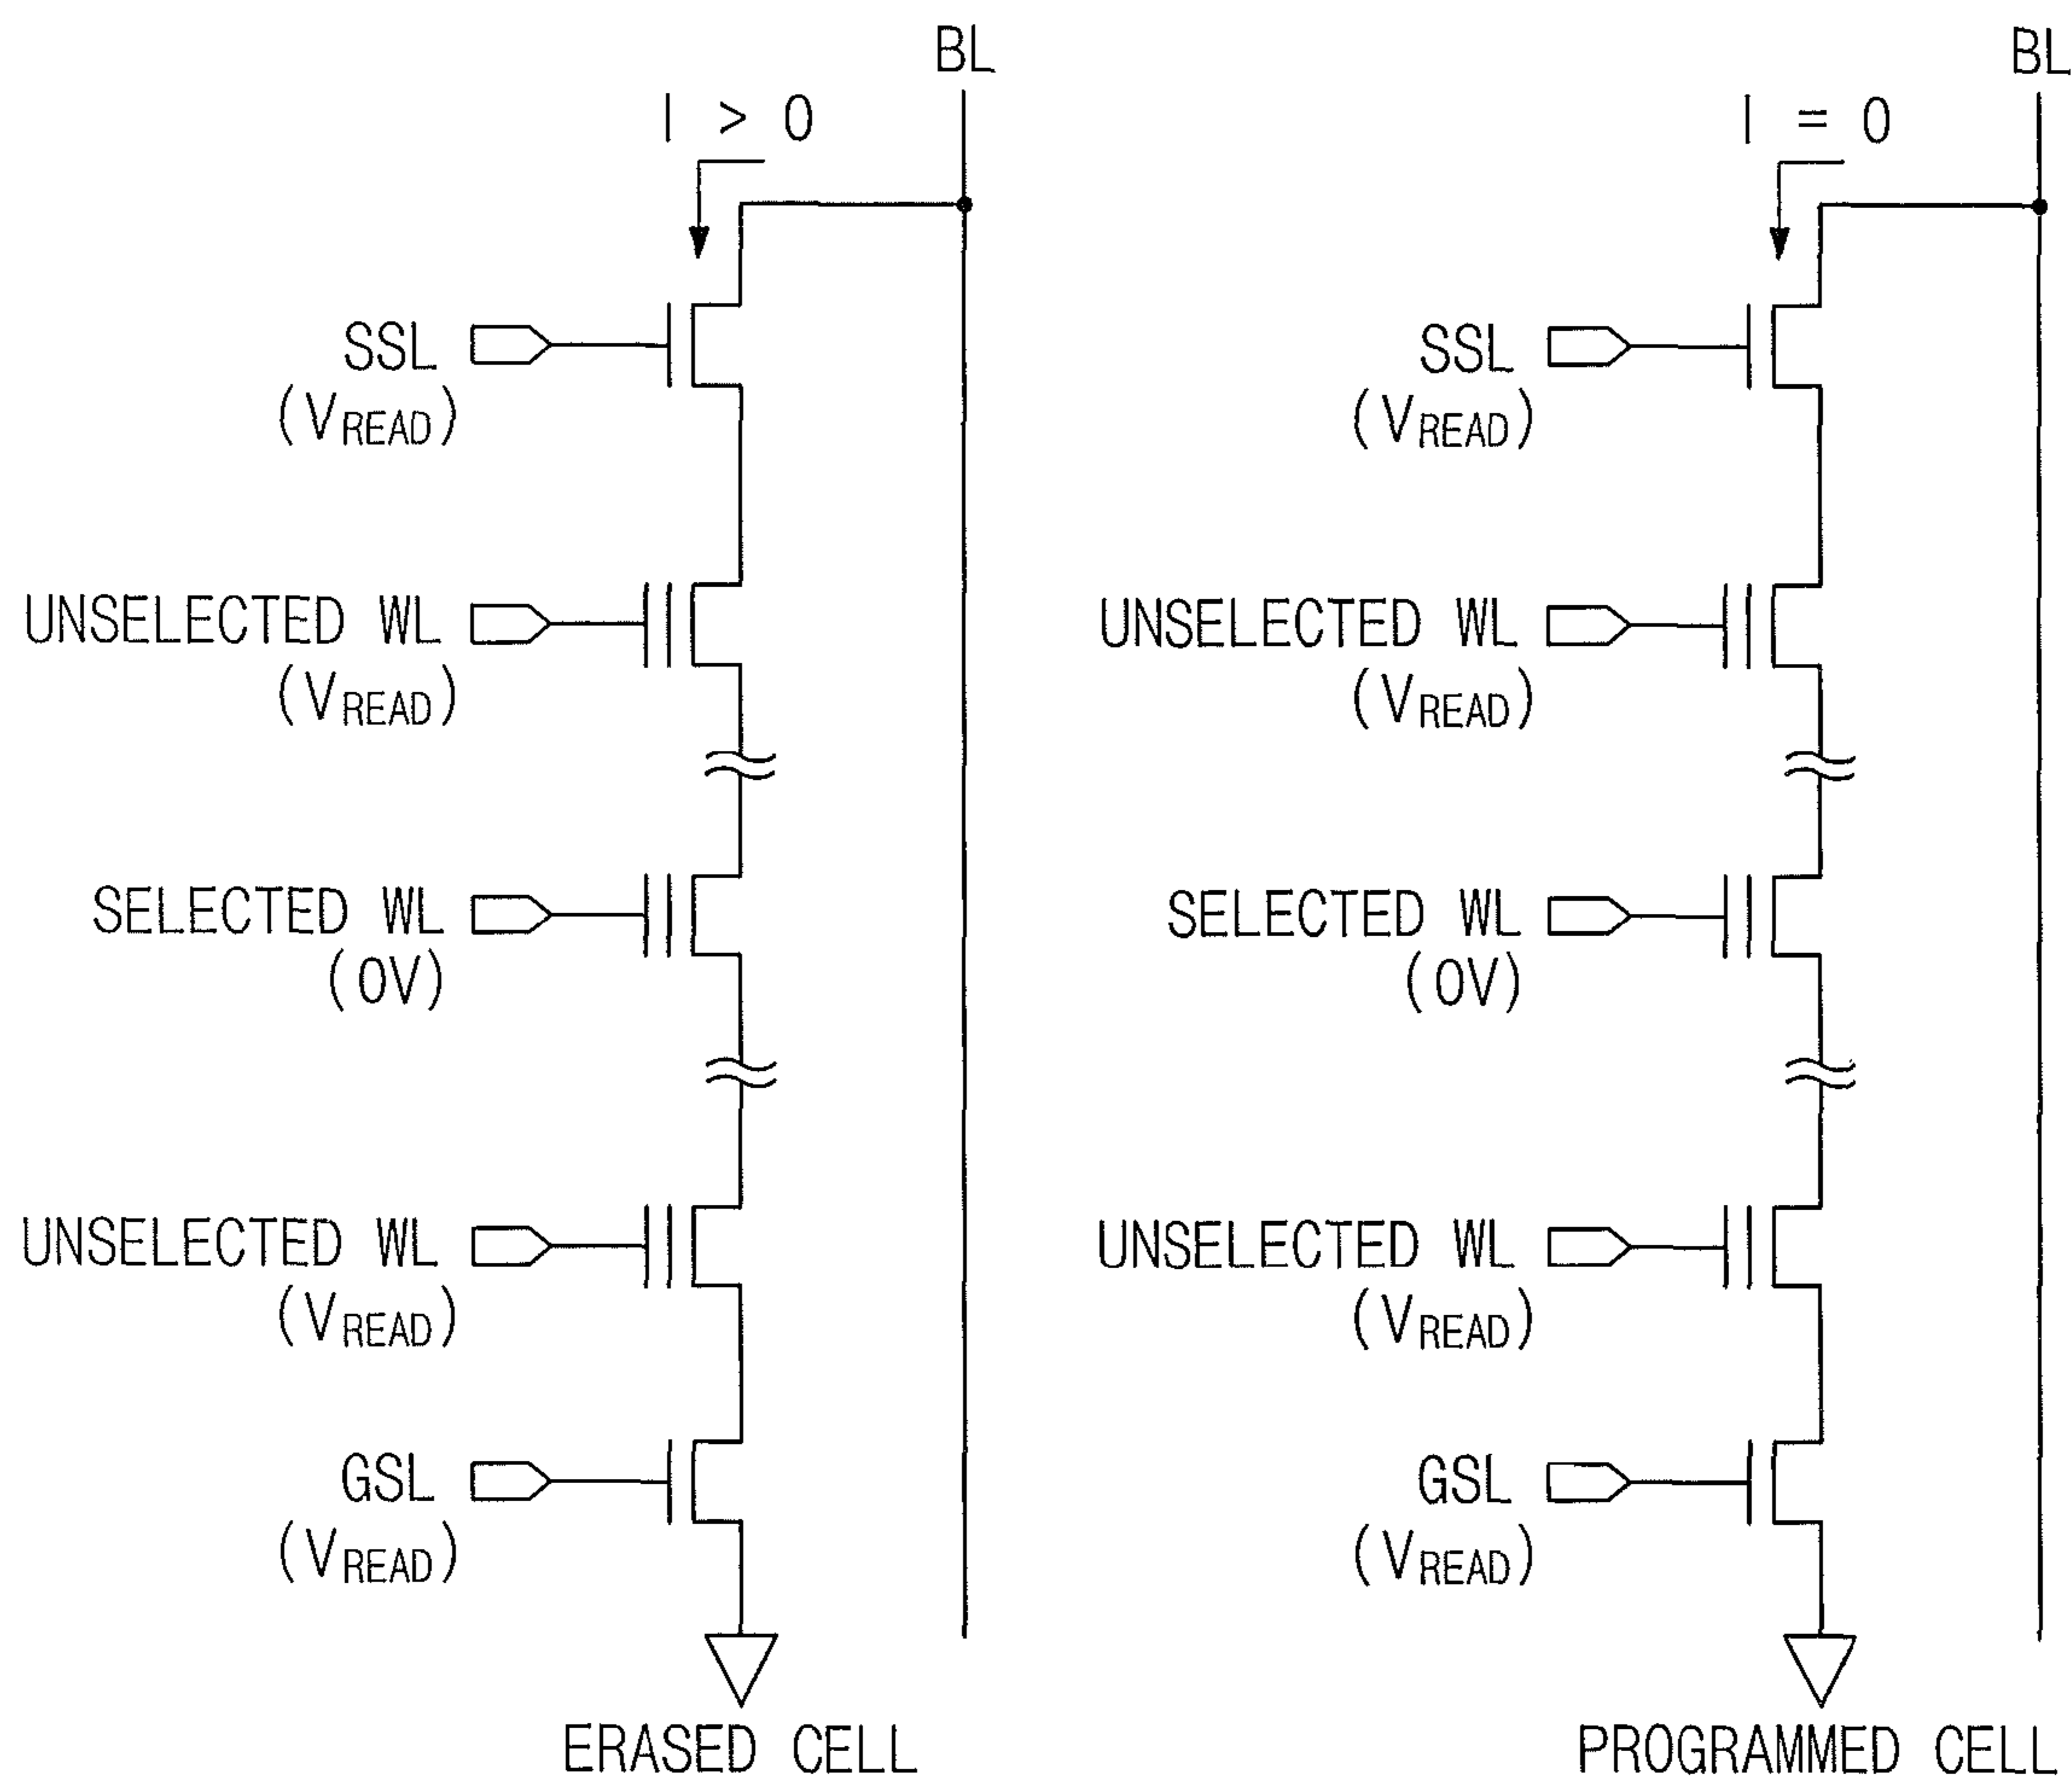 BL
I > 0
SSL
(VREAD)
UNSELECTED WL
(VREAD)
SELECTED WL
(0V)
UNSELECTED WL
(VREAD)
GSL
(VREAD)
ERASED CELL
BL
I = 0
SSL
(VREAD)
UNSELECTED WL
(VREAD)
SELECTED WL
(0V)
UNSELECTED WL
(VREAD)
GSL
(VREAD)
PROGRAMMED CELL